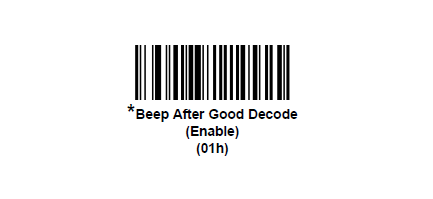 *Beep After Good Decode
(Enable)
(01h)